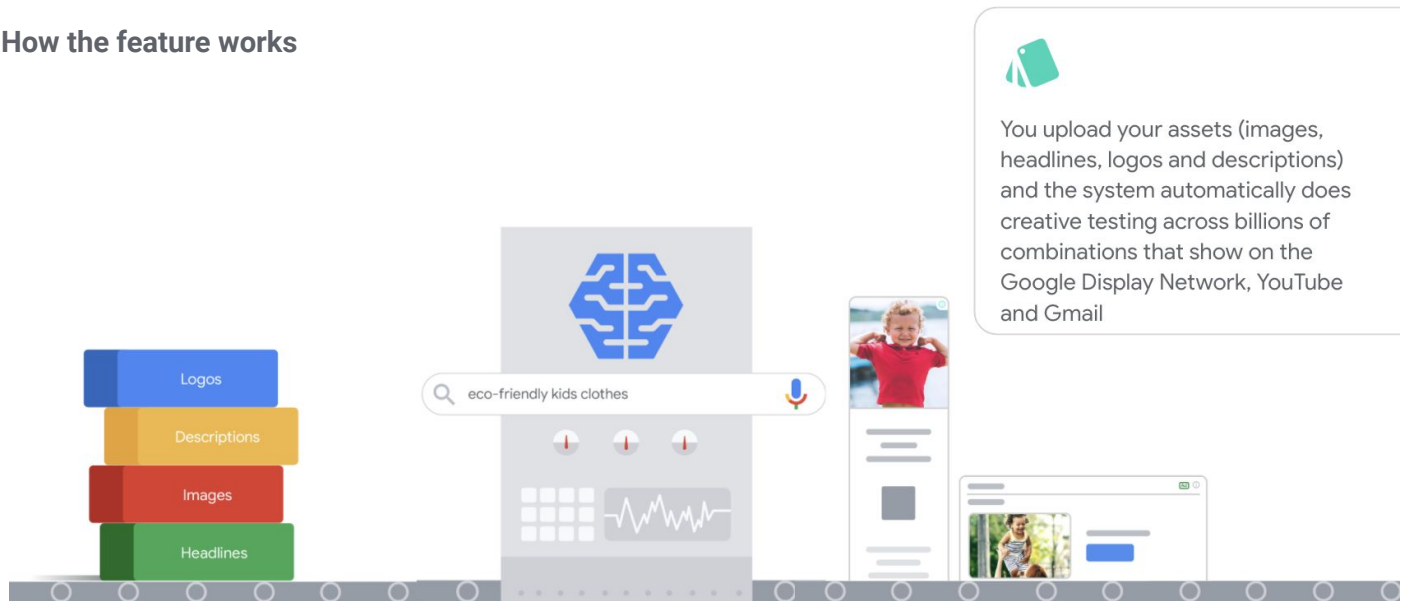 How the feature works
You upload your assets (images,
headlines, logos and descriptions)
and the system automatically does
creative testing across billions of
combinations that show on the
Google Display Network, YouTube
and Gmail
Logos
Descriptions
Images
Headlines
eco-friendly kids clothes
Ad